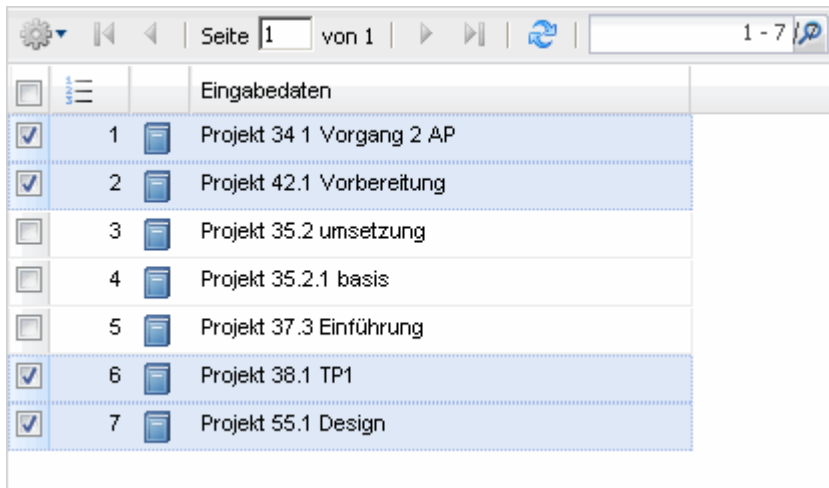 Seite 1 von 1 1 - 7 /
Eingabedaten
1 Projekt 34 1 Vorgang 2 AP
2 Projekt 42.1 Vorbereitung
3 Projekt 35.2 umsetzung
4 Projekt 35.2.1 basis
5 Projekt 37.3 Einführung
6 Projekt 38.1 TP1
7 Projekt 55.1 Design